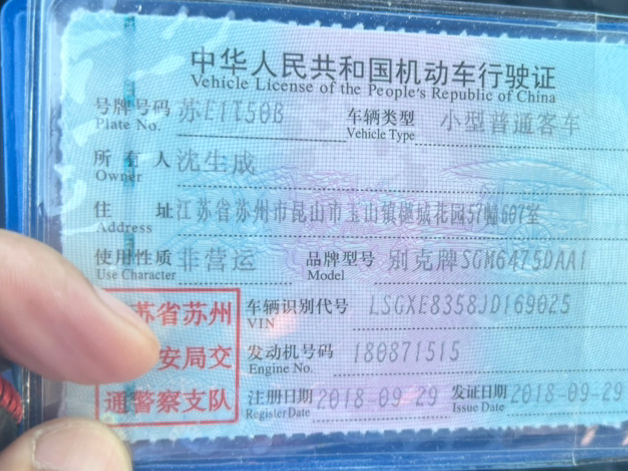 中华人民共和国机动车行驶证
Vehicle License of the People's Republic of China
号牌号码 苏E1T50B 车辆类型 小型普通客车
Plate No. Vehicle Type
所有人 沈生成
Owner
住址 江苏省苏州市昆山市玉山镇樾城花园57幢607室
Address
使用性质 非营运 品牌型号 别克牌SGM6475DAA1
Use Character Model
苏省苏州 车辆识别代号 LSGXE8358JD169025
VIN
安局交 发动机号码 180871515
Engine No.
通警察支队 注册日期 2018-09-29 发证日期 2018-09-29
Register Date Issue Date